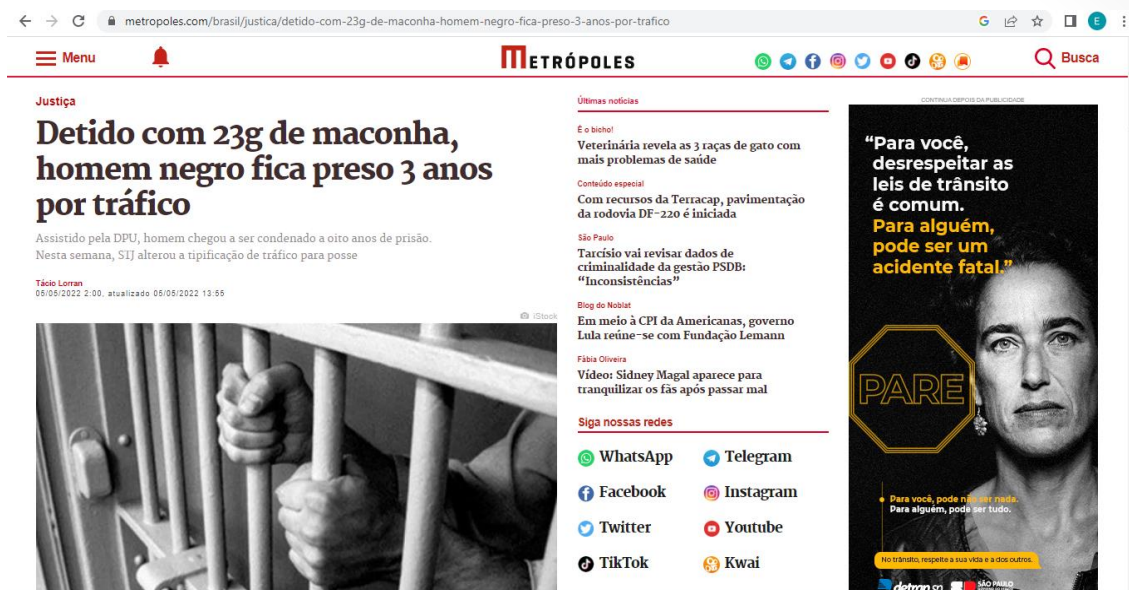 metropoles.com/brasil/justica/detido-com-23g-de-maconha-homem-negro-fica-preso-3-anos-por-trafico
G
E
Menu
METRÓPOLES
Busca
Justiça
Detido com 23g de maconha,
homem negro fica preso 3 anos
por tráfico
Assistido pela DPU, homem chegou a ser condenado a oito anos de prisão.
Nesta semana, STJ alterou a tipificação de tráfico para posse
Tácio Lorran
05/05/2022 2:00, atualizado 05/05/2022 13:55
iStock
Últimas notícias
É o bicho!
Veterinária revela as 3 raças de gato com
mais problemas de saúde
Conteúdo especial
Com recursos da Terracap, pavimentação
da rodovia DF-220 é iniciada
São Paulo
Tarcísio vai revisar dados de
criminalidade da gestão PSDB:
“Inconsistências”
Blog do Noblat
Em meio à CPI da Americanas, governo
Lula reúne-se com Fundação Lemann
Fábia Oliveira
Vídeo: Sidney Magal aparece para
tranquilizar os fãs após passar mal
Siga nossas redes
WhatsApp
Telegram
Facebook
Instagram
Twitter
Youtube
TikTok
Kwai
CONTINUA DEPOIS DA PUBLICIDADE
“Para você,
desrespeitar as
leis de trânsito
é comum.
Para alguém,
pode ser um
acidente fatal.”
PARE
Para você, pode não ser nada.
Para alguém, pode ser tudo.
No trânsito, respeite a sua vida e a dos outros.
detran.sp
SÃO PAULO